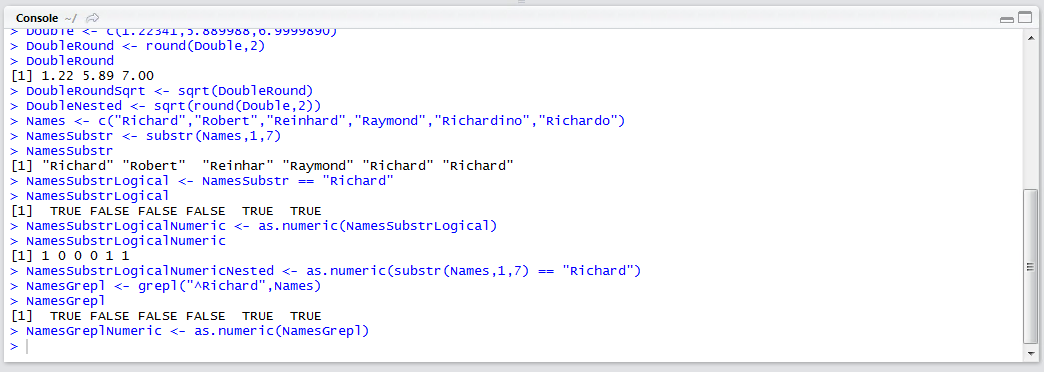 Console ~/
> Double <- c(1.22341,5.889988,6.9999890)
> DoubleRound <- round(Double,2)
> DoubleRound
[1] 1.22 5.89 7.00
> DoubleRoundSqrt <- sqrt(DoubleRound)
> DoubleNested <- sqrt(round(Double,2))
> Names <- c("Richard","Robert","Reinhard","Raymond","Richardino","Richardo")
> NamesSubstr <- substr(Names,1,7)
> NamesSubstr
[1] "Richard" "Robert"  "Reinhar" "Raymond" "Richard" "Richard"
> NamesSubstrLogical <- NamesSubstr == "Richard"
> NamesSubstrLogical
[1]  TRUE FALSE FALSE FALSE  TRUE  TRUE
> NamesSubstrLogicalNumeric <- as.numeric(NamesSubstrLogical)
> NamesSubstrLogicalNumeric
[1] 1 0 0 0 1 1
> NamesSubstrLogicalNumericNested <- as.numeric(substr(Names,1,7) == "Richard")
> NamesGrepl <- grepl("^Richard",Names)
> NamesGrepl
[1]  TRUE FALSE FALSE FALSE  TRUE  TRUE
> NamesGreplNumeric <- as.numeric(NamesGrepl)
>